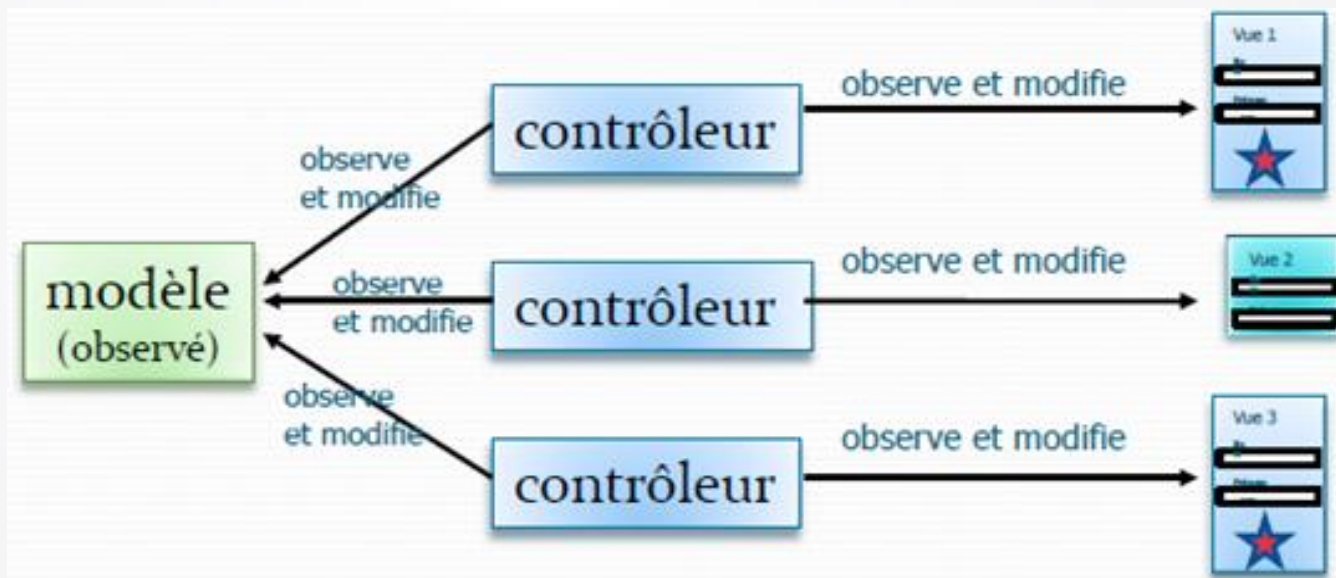 Vue 1
observe et modifie
contrôleur
observe
et modifie
modèle
(observé)
observe
et modifie
contrôleur
observe et modifie
Vue 2
observe
et modifie
contrôleur
observe et modifie
Vue 3